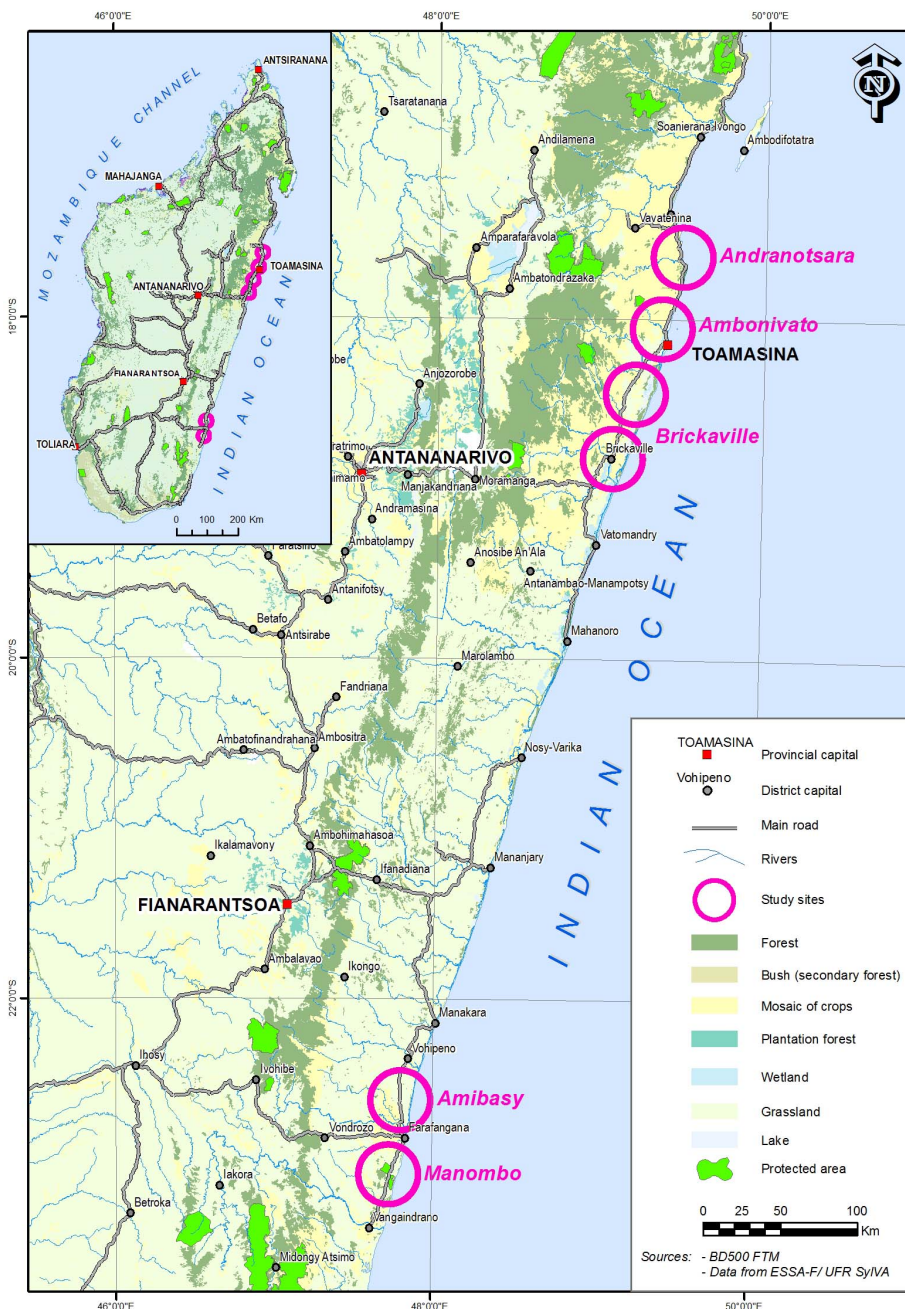 46°0'0"E
48°0'0"E
50°0'0"E
N
MOZAMBIQUE CHANNEL
ANTSIRANANA
MAHAJANGA
TOAMASINA
ANTANANARIVO
FIANARANTSOA
TOLIARA
INDIAN OCEAN
0 100 200 Km
Tsaratanana
Andilamena
Soanierana Ivongo
Ambodifotatra
Vavatenina
Amparafaravola
Ambatondrazaka
Andranotsara
18°0'0"S
Ambonivato
TOAMASINA
Anjozorobe
Brickaville
Brickaville
ANTANANARIVO
Manjakandriana
Moramanga
Andramasina
Vatomandry
Ambatolampy
Anosibe An'Ala
Antanambao-Manampotsy
Antanifotsy
Betafo
Antsirabe
Mahanoro
20°0'0"S
Marolambo
Fandriana
Ambatofinandrahana
Ambositra
Nosy-Varika
INDIAN OCEAN
Ikalamavony
Ambohimahasoa
Ifanadiana
Mananjary
FIANARANTSOA
Ambalavao
Ikongo
22°0'0"S
Manakara
Vohipeno
Ihosy
Ivohibe
Amibasy
Vondrozo
Farafangana
Manombo
Iakora
Betroka
Vangaindrano
Midongy Atsimo
TOAMASINA
Provincial capital
Vohipeno
District capital
Main road
Rivers
Study sites
Forest
Bush (secondary forest)
Mosaic of crops
Plantation forest
Wetland
Grassland
Lake
Protected area
0 25 50 100
Km
Sources: - BD500 FTM
- Data from ESSA-F/ UFR SylVA
46°0'0"E
48°0'0"E
50°0'0"E